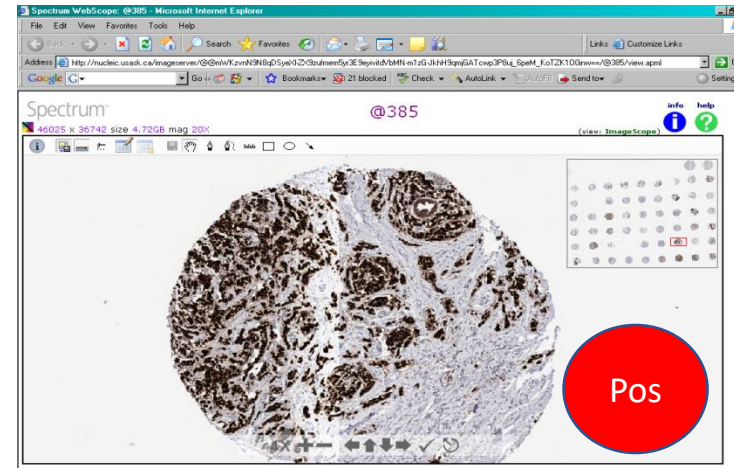 Spectrum WebScope: @385 - Microsoft Internet Explorer
File Edit View Favorites Tools Help
Back Search Favorites
Links Customize Links
Address
Google G Go Bookmarks 21 blocked Check AutoLink AutoFill Send to Setting
Spectrum @385 info help
46025 x 36742 size 4.72GB mag 20X (view: ImageScope)
Pos